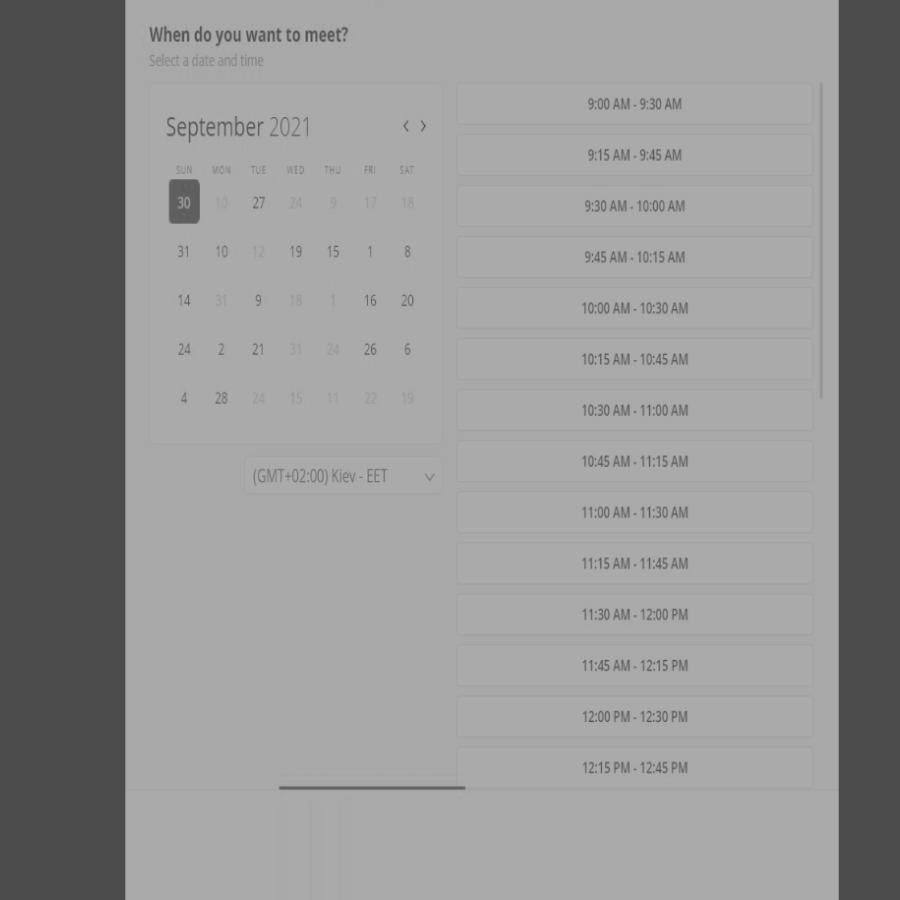 When do you want to meet?
Select a date and time
September 2021
SUN MON TUE WED THU FRI SAT
30 10 27 24 9 17 18
31 10 12 19 15 1 8
14 31 9 18 1 16 20
24 2 21 31 24 26 6
4 28 24 15 11 22 19
(GMT+02:00) Kiev - EET
9:00 AM - 9:30 AM
9:15 AM - 9:45 AM
9:30 AM - 10:00 AM
9:45 AM - 10:15 AM
10:00 AM - 10:30 AM
10:15 AM - 10:45 AM
10:30 AM - 11:00 AM
10:45 AM - 11:15 AM
11:00 AM - 11:30 AM
11:15 AM - 11:45 AM
11:30 AM - 12:00 PM
11:45 AM - 12:15 PM
12:00 PM - 12:30 PM
12:15 PM - 12:45 PM